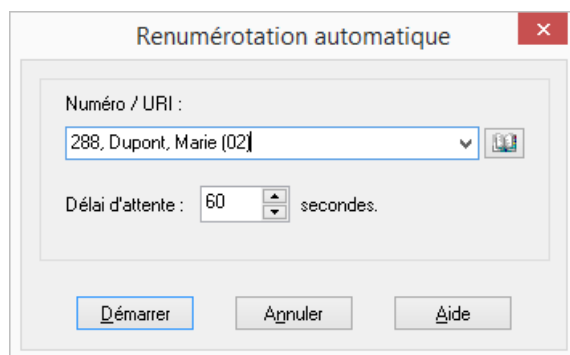 Renumérotation automatique
Numéro / URI :
288, Dupont, Marie (02)
Délai d'attente : 60 secondes.
Démarrer Annuler Aide